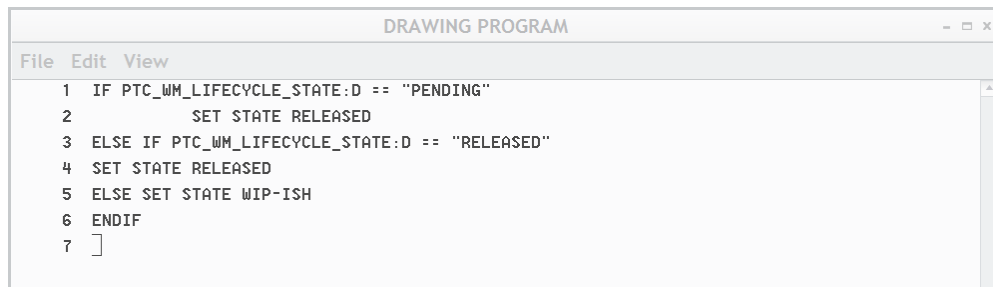 DRAWING PROGRAM
File Edit View
1 IF PTC_WM_LIFECYCLE_STATE:D == "PENDING"
2 SET STATE RELEASED
3 ELSE IF PTC_WM_LIFECYCLE_STATE:D == "RELEASED"
4 SET STATE RELEASED
5 ELSE SET STATE WIP-ISH
6 ENDIF
7